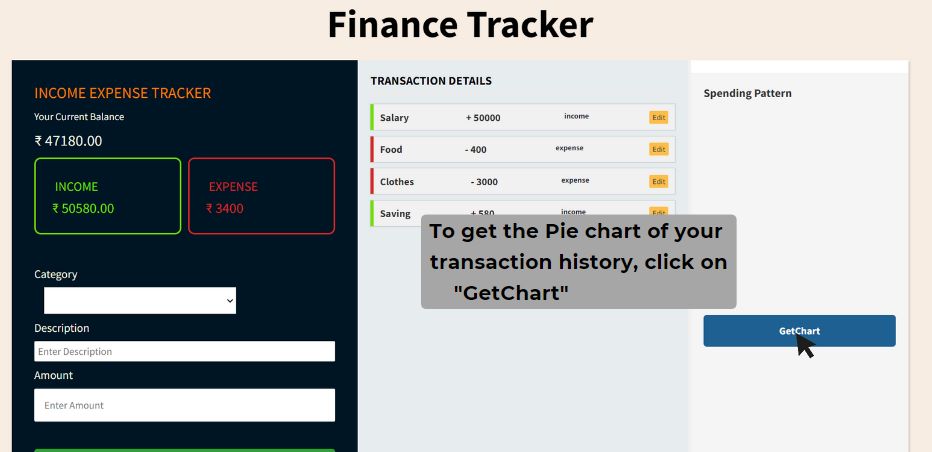 Finance Tracker
INCOME EXPENSE TRACKER
Your Current Balance
₹ 47180.00
INCOME
₹ 50580.00
EXPENSE
₹ 3400
Category
Description
Enter Description
Amount
Enter Amount
TRANSACTION DETAILS
Salary + 50000 income Edit
Food - 400 expense Edit
Clothes - 3000 expense Edit
Saving + 580 income Edit
To get the Pie chart of your
transaction history, click on
"GetChart"
Spending Pattern
GetChart